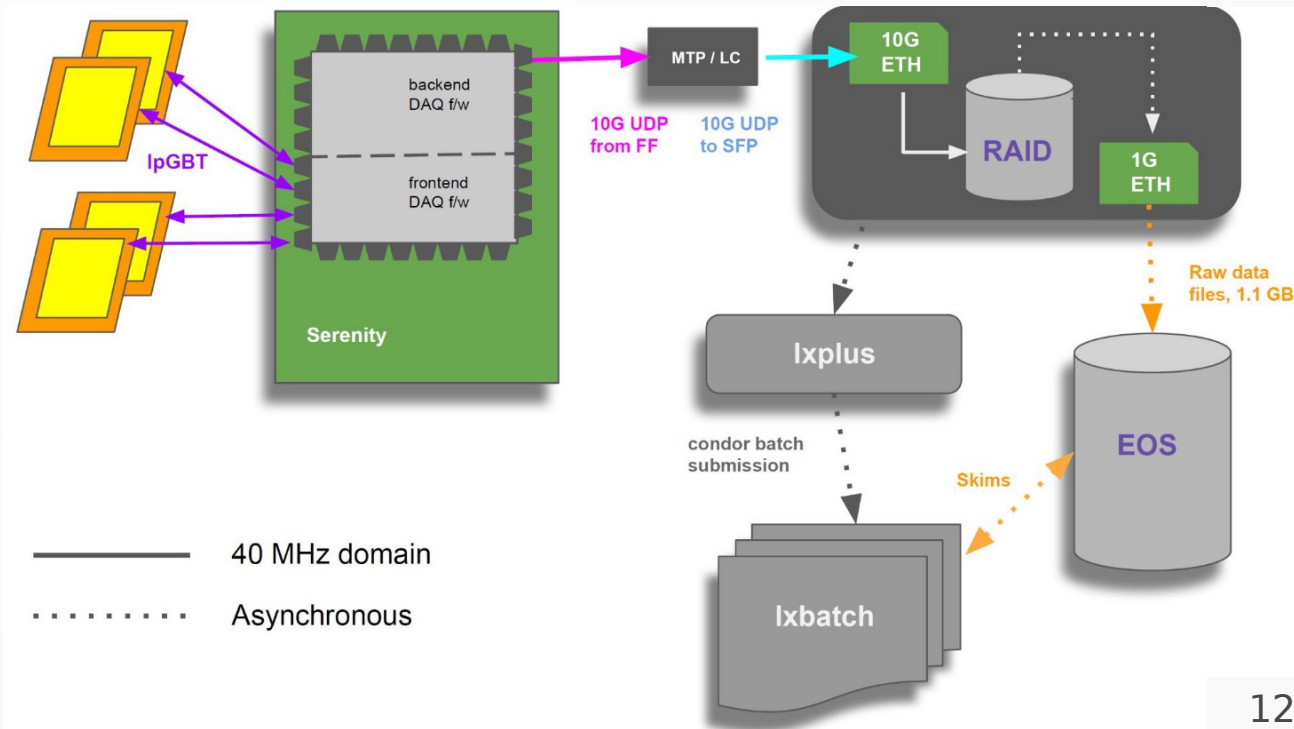 lpGBT
backend
DAQ f/w
frontend
DAQ f/w
Serenity
MTP / LC
10G UDP
from FF
10G UDP
to SFP
10G
ETH
RAID
1G
ETH
Raw data
files, 1.1 GB
lxplus
condor batch
submission
Skims
EOS
lxbatch
40 MHz domain
Asynchronous
12